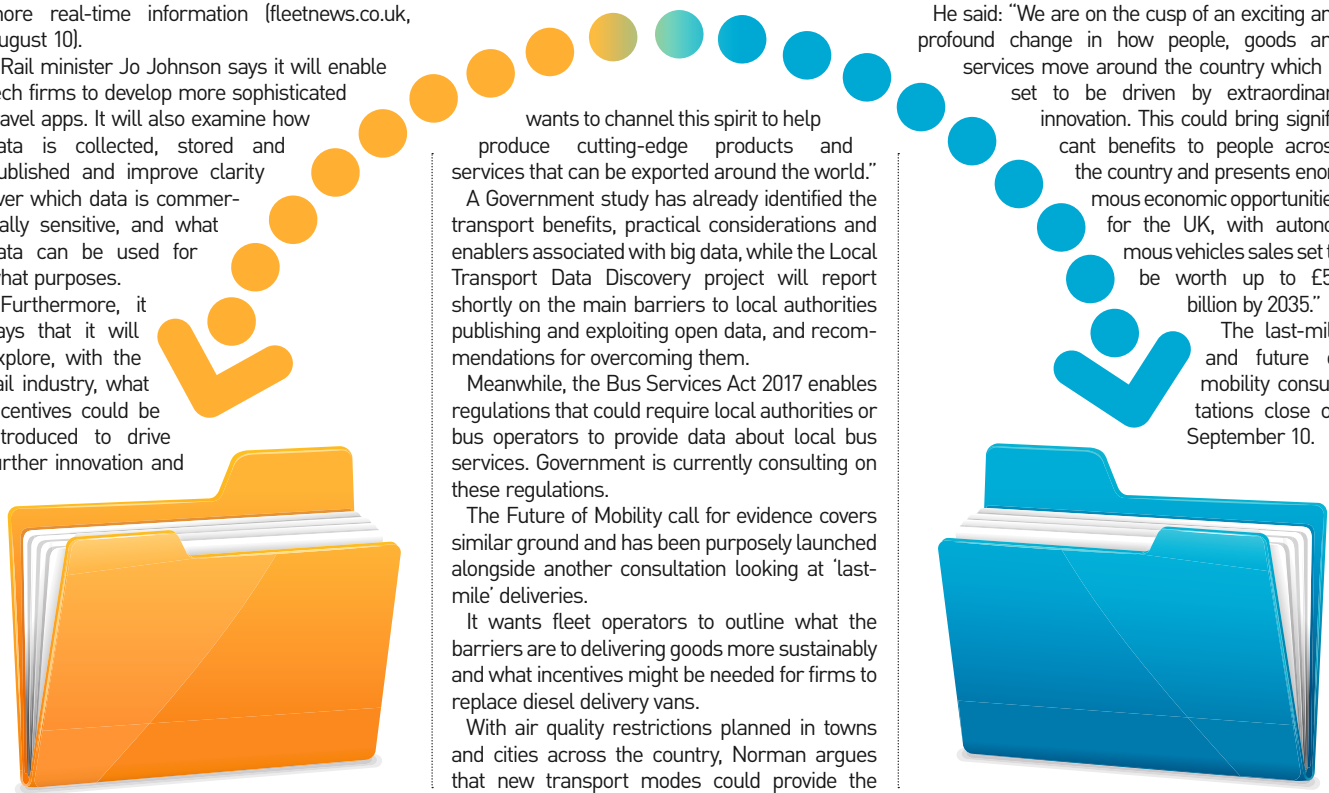 more real-time information (fleetnews.co.uk,
ugust 10).
Rail minister Jo Johnson says it will enable
ech firms to develop more sophisticated
avel apps. It will also examine how
ata is collected, stored and
ublished and improve clarity
ver which data is commer-
ally sensitive, and what
ata can be used for
hat purposes.
Furthermore, it
ays that it will
xplore, with the
ail industry, what
centives could be
troduced to drive
urther innovation and
wants to channel this spirit to help
produce cutting-edge products and
services that can be exported around the world.”
A Government study has already identified the
transport benefits, practical considerations and
enablers associated with big data, while the Local
Transport Data Discovery project will report
shortly on the main barriers to local authorities
publishing and exploiting open data, and recom-
mendations for overcoming them.
Meanwhile, the Bus Services Act 2017 enables
regulations that could require local authorities or
bus operators to provide data about local bus
services. Government is currently consulting on
these regulations.
The Future of Mobility call for evidence covers
similar ground and has been purposely launched
alongside another consultation looking at ‘last-
mile’ deliveries.
It wants fleet operators to outline what the
barriers are to delivering goods more sustainably
and what incentives might be needed for firms to
replace diesel delivery vans.
With air quality restrictions planned in towns
and cities across the country, Norman argues
that new transport modes could provide the
He said: “We are on the cusp of an exciting an
profound change in how people, goods an
services move around the country which
set to be driven by extraordinar
innovation. This could bring signif
cant benefits to people acros
the country and presents enor
mous economic opportunitie
for the UK, with autono
mous vehicles sales set t
be worth up to £5
billion by 2035.”
The last-mil
and future o
mobility consu
tations close o
September 10.